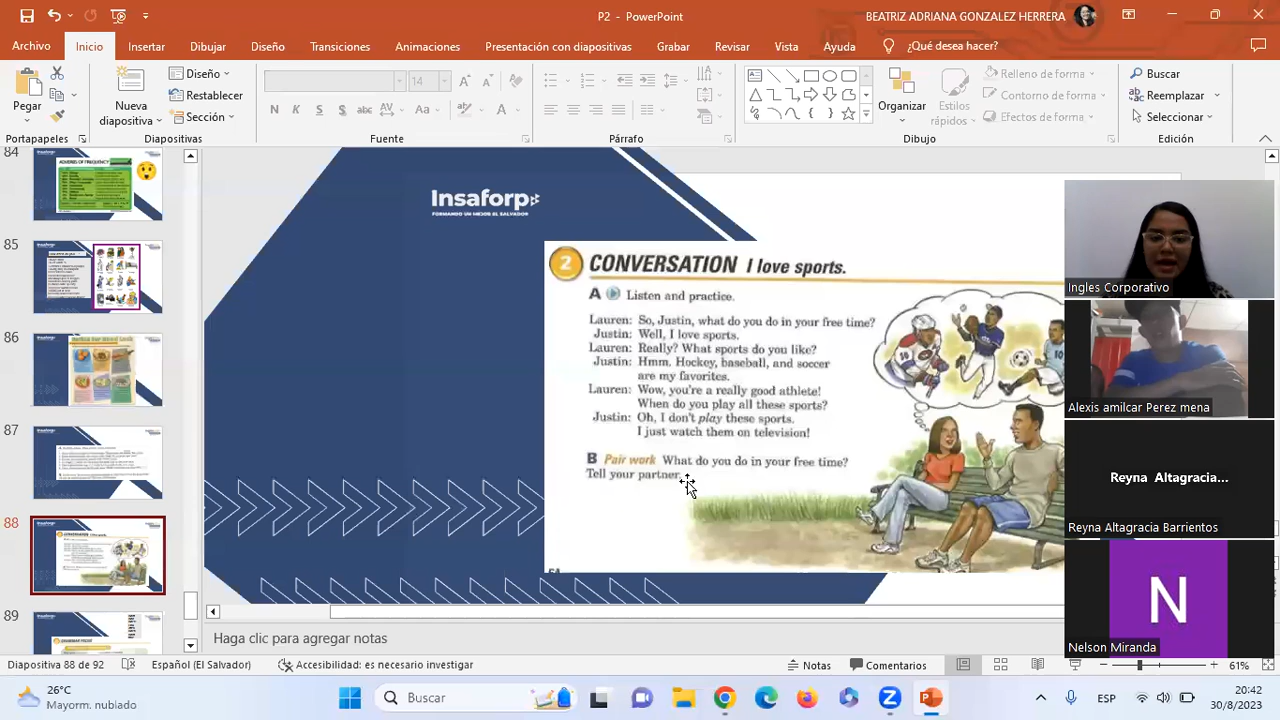 P2 - PowerPoint
BEATRIZ ADRIANA GONZALEZ HERRERA
Archivo Inicio Insertar Dibujar Diseño Transiciones Animaciones Presentación con diapositivas Grabar Revisar Vista Ayuda ¿Qué desea hacer?
Pegar
Nueva diapositiva
Diseño
Restablecer
Sección
14
N K S S abc AV Aa A
Organizar
Estilos rápidos
Relleno de forma
Contorno de forma
Efectos de forma
Buscar
Reemplazar
Seleccionar
Portapapeles Diapositivas Fuente Párrafo Dibujo Edición
84
85
86
87
88
89
Insaforp
FORMANDO UN MEJOR EL SALVADOR
2 CONVERSATION I love sports.
A Listen and practice.
Lauren: So, Justin, what do you do in your free time?
Justin: Well, I love sports.
Lauren: Really? What sports do you like?
Justin: Hmm. Hockey, baseball, and soccer
are my favorites.
Lauren: Wow, you're a really good athlete!
When do you play all these sports?
Justin: Oh, I don't play these sports.
I just watch them on television!
B Pair work What do you do in your free time?
Tell your partner.
Ingles Corporativo
Alexis amilcar Perez mena
Reyna Altagracia...
Reyna Altagracia Barrios
N
Nelson Miranda
Haga clic para agregar notas
Diapositiva 88 de 92 Español (El Salvador) Accesibilidad: es necesario investigar Notas Comentarios 61%
26°C
Mayorm. nublado
Buscar
ESP
20:42
30/8/2023